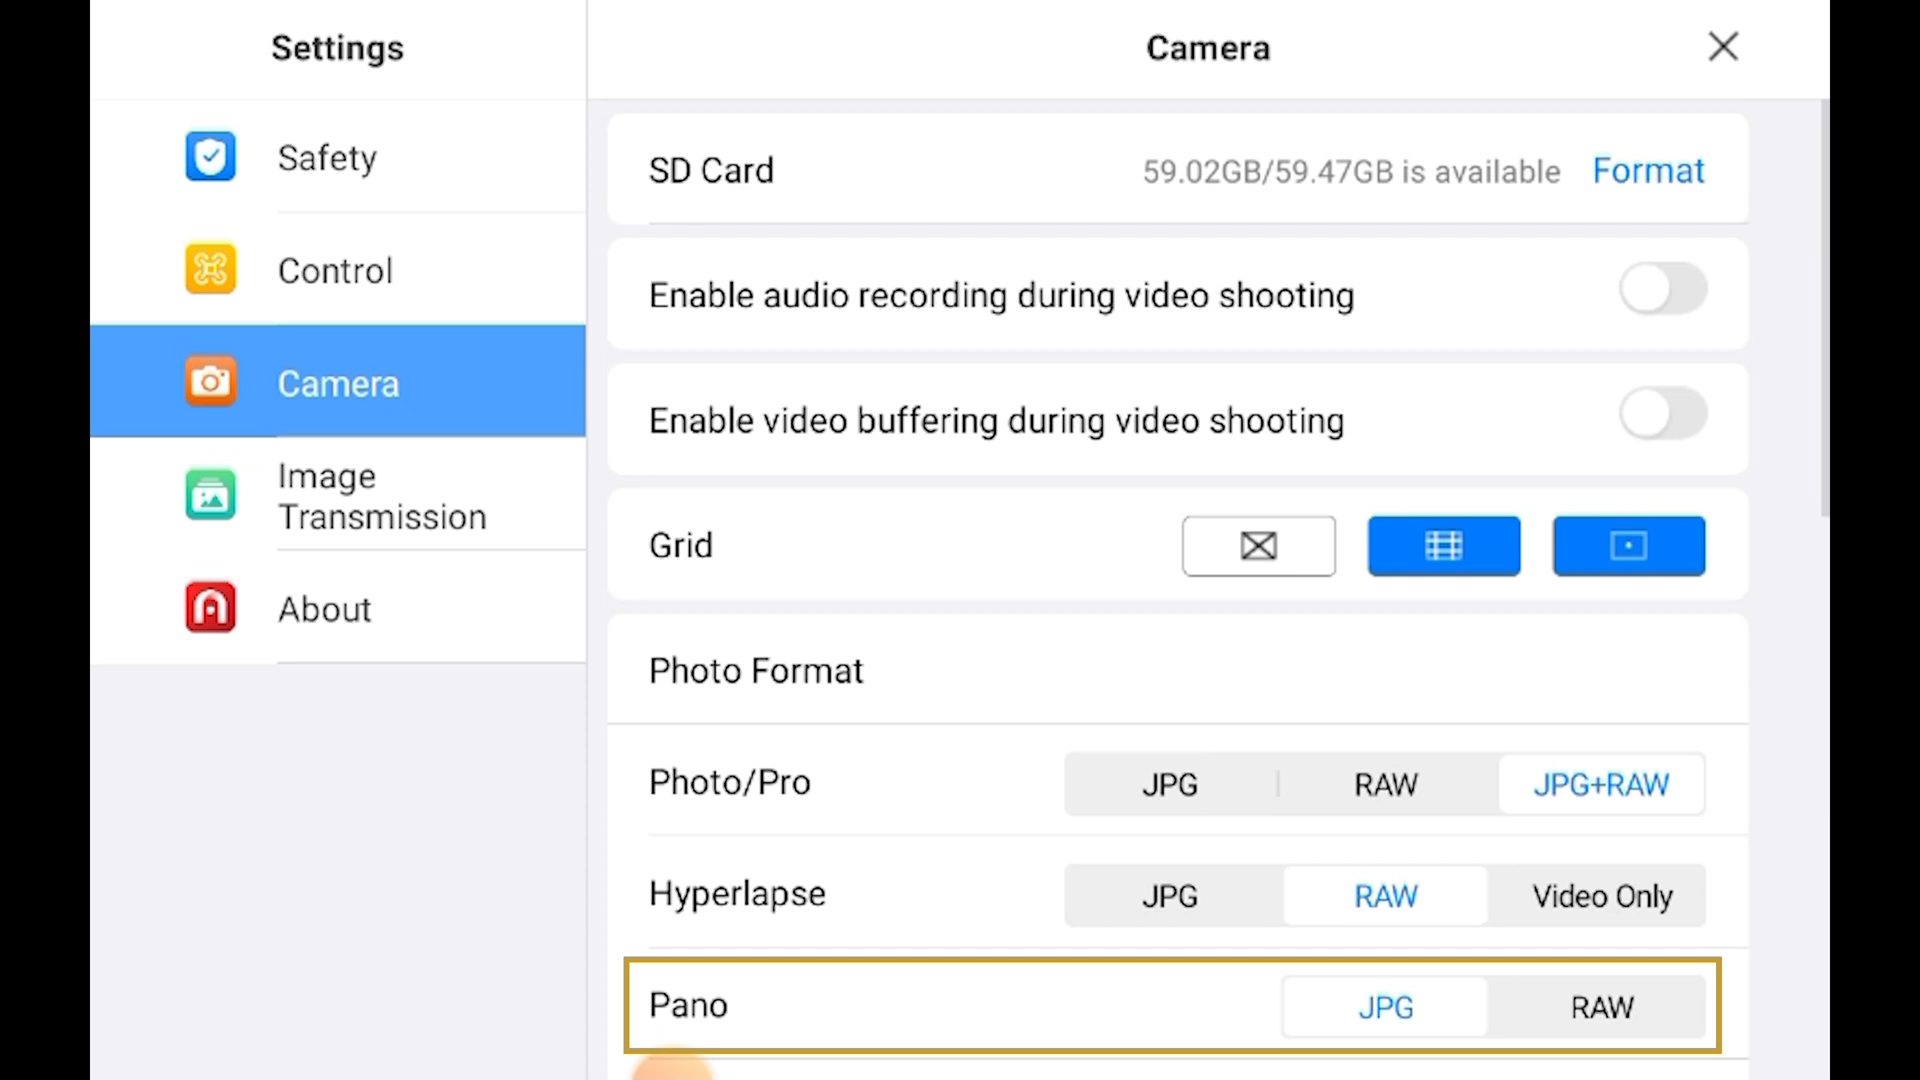 Settings
Camera
Safety
Control
Camera
Image
Transmission
About
SD Card 59.02GB/59.47GB is available Format
Enable audio recording during video shooting
Enable video buffering during video shooting
Grid
Photo Format
Photo/Pro JPG RAW JPG+RAW
Hyperlapse JPG RAW Video Only
Pano JPG RAW